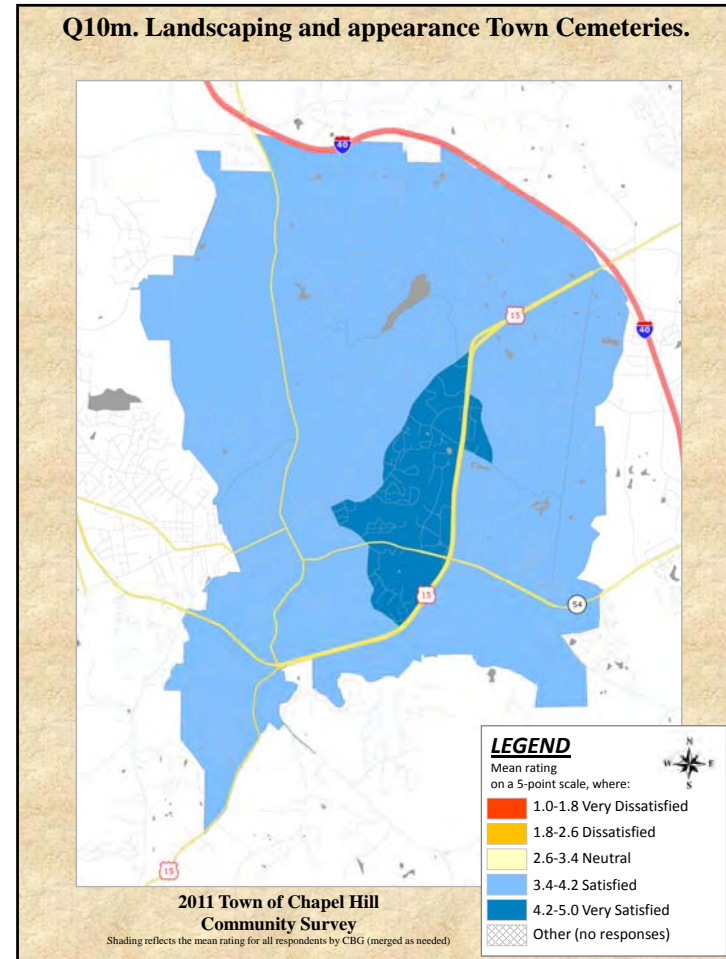 Q10m. Landscaping and appearance Town Cemeteries.
40
15
40
54
15
15
LEGEND
N
W E
S
Mean rating
on a 5-point scale, where:
1.0-1.8 Very Dissatisfied
1.8-2.6 Dissatisfied
2.6-3.4 Neutral
3.4-4.2 Satisfied
4.2-5.0 Very Satisfied
Other (no responses)
2011 Town of Chapel Hill
Community Survey
Shading reflects the mean rating for all respondents by CBG (merged as needed)